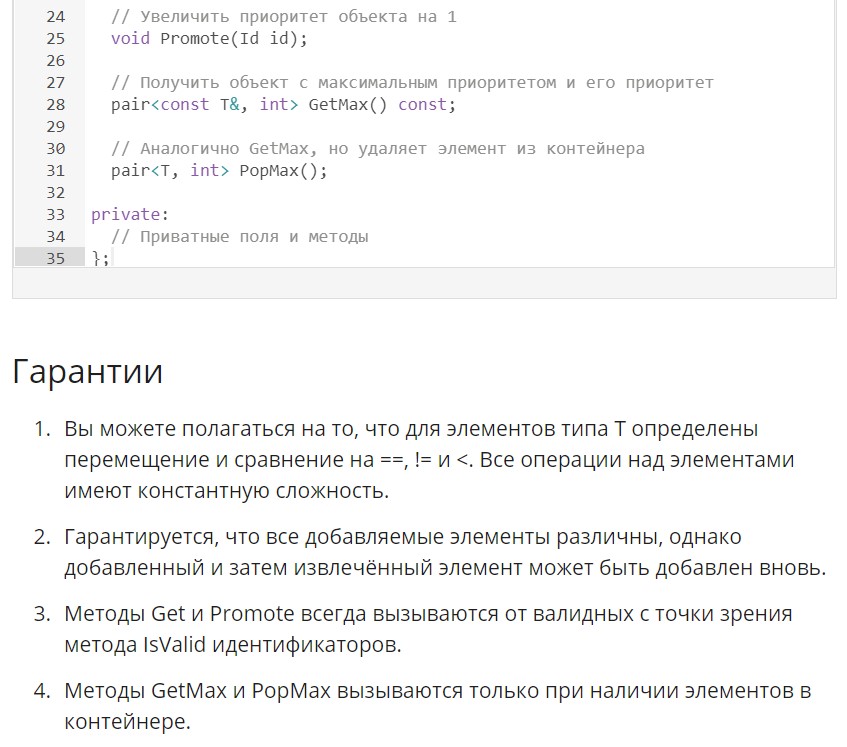 24 // Увеличить приоритет объекта на 1
25 void Promote(Id id);
26
27 // Получить объект с максимальным приоритетом и его приоритет
28 pair<const T&, int> GetMax() const;
29
30 // Аналогично GetMax, но удаляет элемент из контейнера
31 pair<T, int> PopMax();
32
33 private:
34 // Приватные поля и методы
35 };
Гарантии
1. Вы можете полагаться на то, что для элементов типа T определены
перемещение и сравнение на ==, != и <. Все операции над элементами
имеют константную сложность.
2. Гарантируется, что все добавляемые элементы различны, однако
добавленный и затем извлечённый элемент может быть добавлен вновь.
3. Методы Get и Promote всегда вызываются от валидных с точки зрения
метода IsValid идентификаторов.
4. Методы GetMax и PopMax вызываются только при наличии элементов в
контейнере.